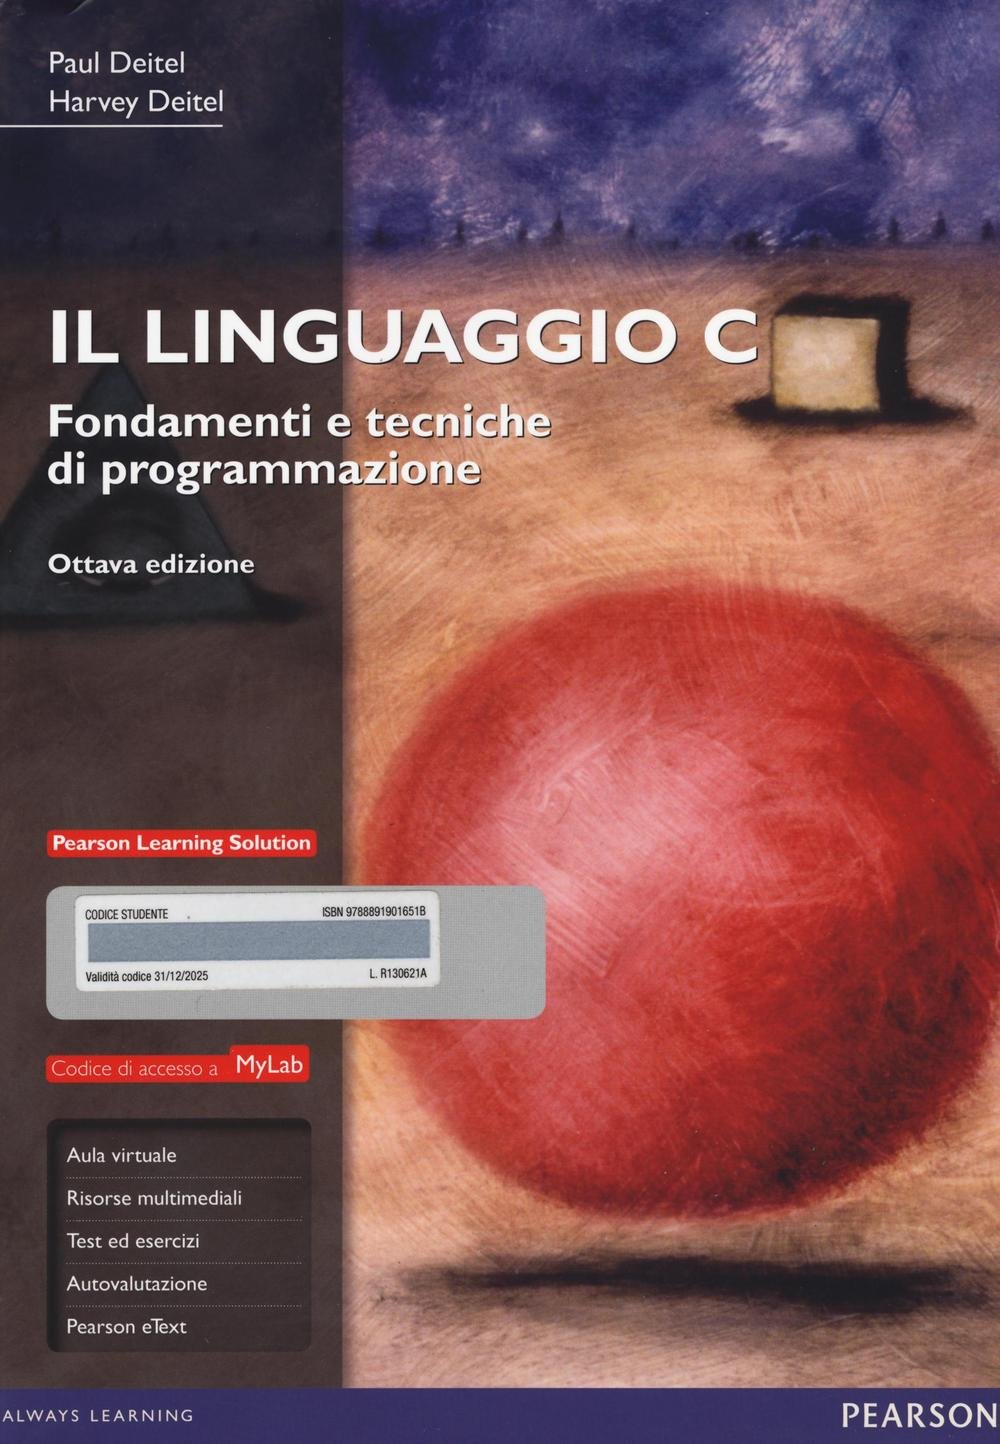 Paul Deitel
Harvey Deitel
IL LINGUAGGIO C
Fondamenti e tecniche
di programmazione
Ottava edizione
Pearson Learning Solution
CODICE STUDENTE ISBN 9788891901651B
Validità codice 31/12/2025 L. R130621A
Codice di accesso a MyLab
Aula virtuale
Risorse multimediali
Test ed esercizi
Autovalutazione
Pearson eText
ALWAYS LEARNING PEARSON